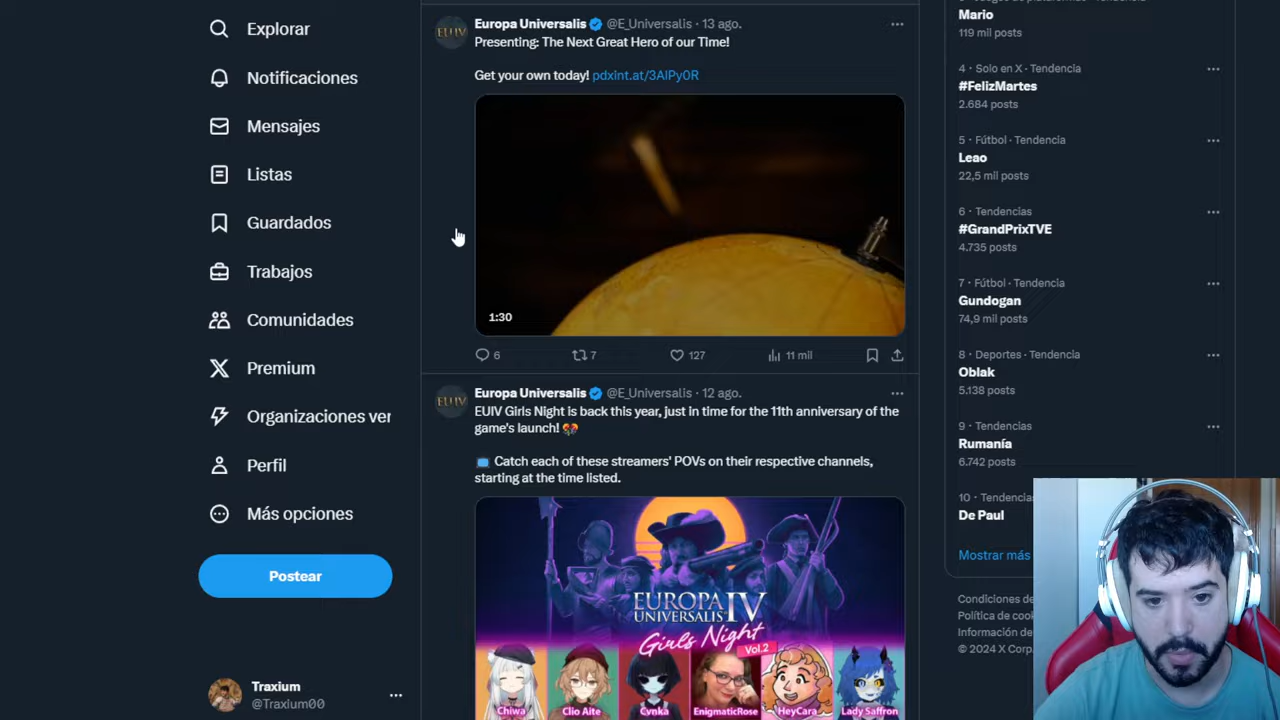 Explorar
Notificaciones
Mensajes
Listas
Guardados
Trabajos
Comunidades
Premium
Organizaciones ver
Perfil
Más opciones
Postear
Traxium
@Traxium00
EU IV
Europa Universalis @E_Universalis · 13 ago.
Presenting: The Next Great Hero of our Time!
Get your own today! pdxint.at/3AlPy0R
1:30
6
7
127
11 mil
EU IV
Europa Universalis @E_Universalis · 12 ago.
EUIV Girls Night is back this year, just in time for the 11th anniversary of the
game's launch!
Catch each of these streamers' POVs on their respective channels,
starting at the time listed.
EUROPA IV
UNIVERSALIS
Girls Night
Vol.2
Chiwa
Clio Aite
Cynka
EnigmaticRose
HeyCara
Lady Saffron
Mario
119 mil posts
4 · Solo en X · Tendencia
#FelizMartes
2.684 posts
5 · Fútbol · Tendencia
Leao
22,5 mil posts
6 · Tendencias
#GrandPrixTVE
4.735 posts
7 · Fútbol · Tendencia
Gundogan
74,9 mil posts
8 · Deportes · Tendencia
Oblak
5.138 posts
9 · Tendencias
Rumanía
6.742 posts
10 · Tendencias
De Paul
Mostrar más
Condiciones de
Política de coo
Información de
© 2024 X Corp.